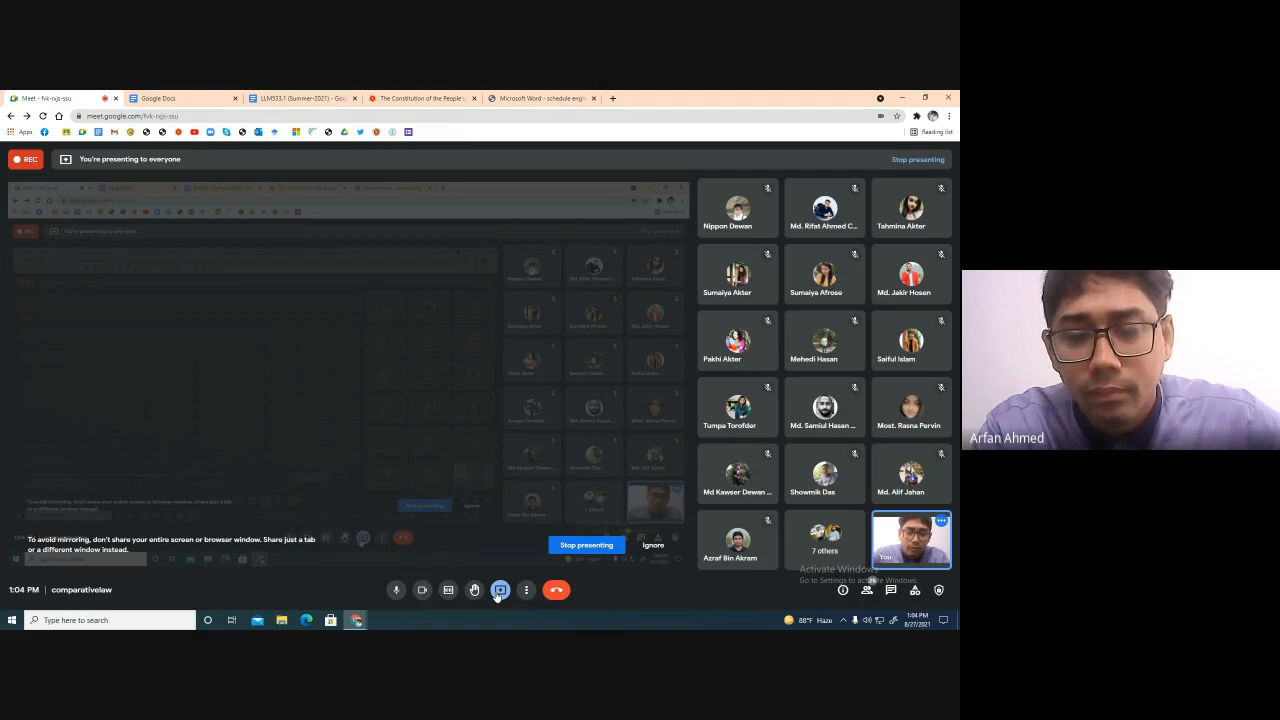 Meet - fvk-nxjs-ssu
Google Docs
LLM533.1 (Summer-2021) - Goo
The Constitution of the People's
Microsoft Word - schedule engl
meet.google.com/fvk-nxjs-ssu
Apps
Reading list
REC
You're presenting to everyone
Stop presenting
Nippon Dewan
Md. Rifat Ahmed C...
Tahmina Akter
Sumaiya Akter
Sumaiya Afrose
Md. Jakir Hosen
Pakhi Akter
Mehedi Hasan
Saiful Islam
Tumpa Torofder
Md. Samiul Hasan ...
Most. Rasna Pervin
Md Kawser Dewan ...
Showmik Das
Md. Alif Jahan
Azraf Bin Akram
7 others
You
To avoid mirroring, don't share your entire screen or browser window. Share just a tab
or a different window instead.
Stop presenting
Ignore
Activate Windows
Go to Settings to activate Windows.
1:04 PM
comparativelaw
26
Type here to search
88°F Haze
1:04 PM
8/27/2021
Arfan Ahmed